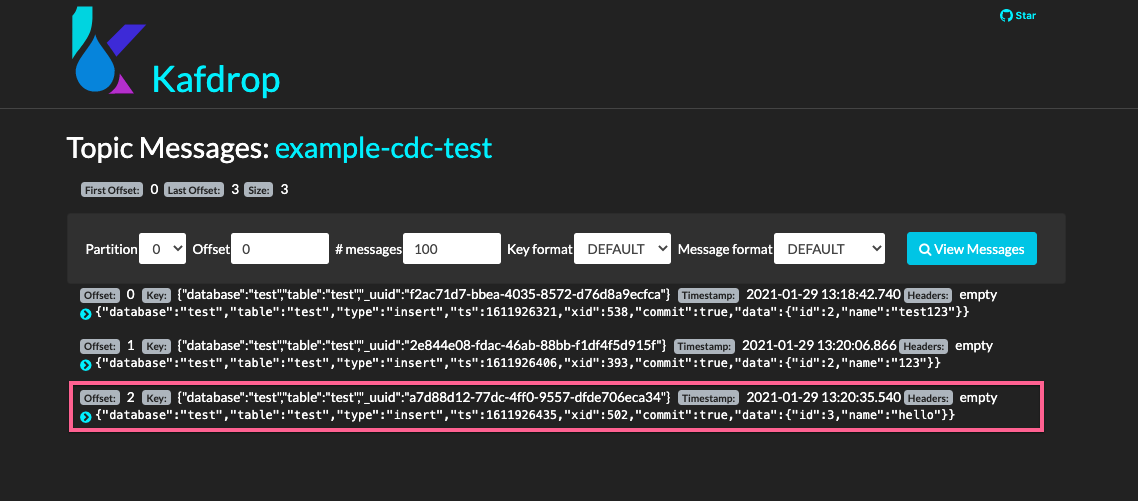 Star
Kafdrop
Topic Messages: example-cdc-test
First Offset: 0 Last Offset: 3 Size: 3
Partition 0 Offset 0 # messages 100 Key format DEFAULT Message format DEFAULT View Messages
Offset: 0 Key: {"database":"test","table":"test","_uuid":"f2ac71d7-bbea-4035-8572-d76d8a9ecfca"} Timestamp: 2021-01-29 13:18:42.740 Headers: empty
{"database":"test","table":"test","type":"insert","ts":1611926321,"xid":538,"commit":true,"data":{"id":2,"name":"test123"}}
Offset: 1 Key: {"database":"test","table":"test","_uuid":"2e844e08-fdac-46ab-88bb-f1df4f5d915f"} Timestamp: 2021-01-29 13:20:06.866 Headers: empty
{"database":"test","table":"test","type":"insert","ts":1611926406,"xid":393,"commit":true,"data":{"id":2,"name":"123"}}
Offset: 2 Key: {"database":"test","table":"test","_uuid":"a7d88d12-77dc-4ff0-9557-dfde706eca34"} Timestamp: 2021-01-29 13:20:35.540 Headers: empty
{"database":"test","table":"test","type":"insert","ts":1611926435,"xid":502,"commit":true,"data":{"id":3,"name":"hello"}}